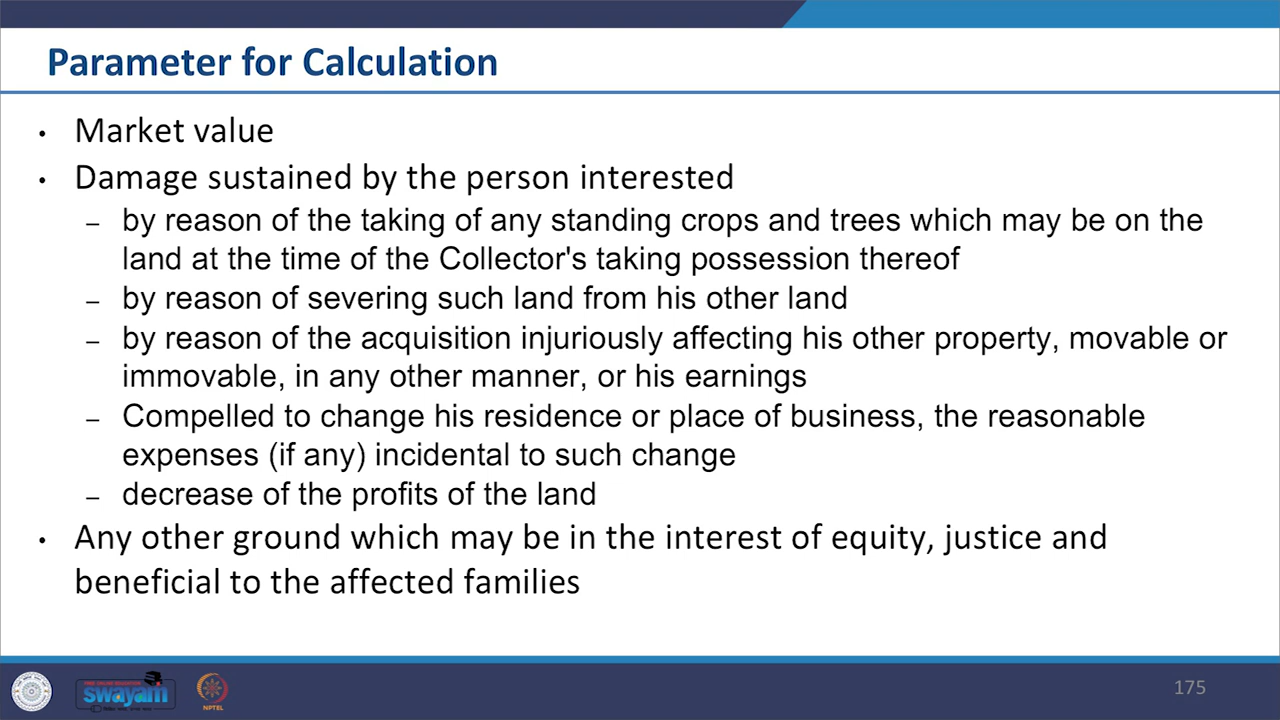 Parameter for Calculation
• Market value
• Damage sustained by the person interested
– by reason of the taking of any standing crops and trees which may be on the
land at the time of the Collector's taking possession thereof
– by reason of severing such land from his other land
– by reason of the acquisition injuriously affecting his other property, movable or
immovable, in any other manner, or his earnings
– Compelled to change his residence or place of business, the reasonable
expenses (if any) incidental to such change
– decrease of the profits of the land
• Any other ground which may be in the interest of equity, justice and
beneficial to the affected families
swayam
NPTEL
175